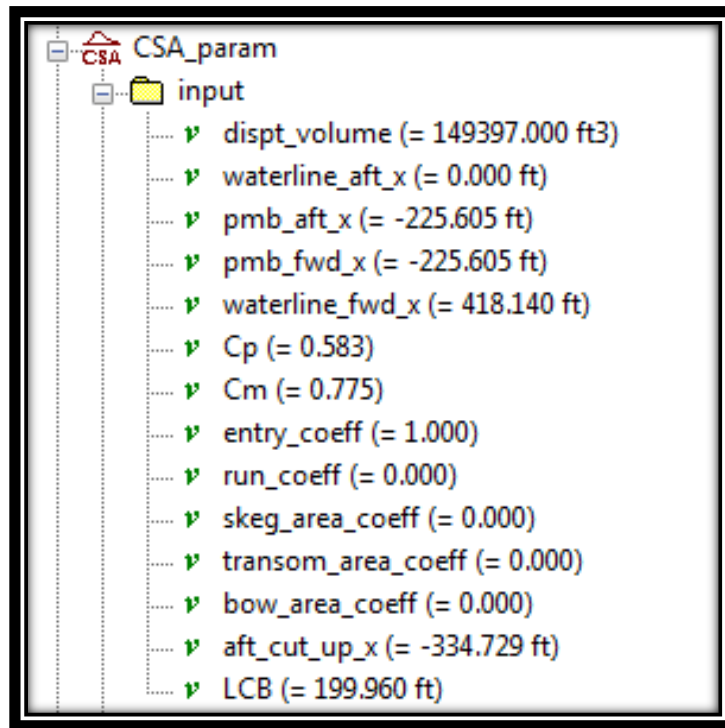 CSA CSA_param
input
v dispt_volume (= 149397.000 ft3)
v waterline_aft_x (= 0.000 ft)
v pmb_aft_x (= -225.605 ft)
v pmb_fwd_x (= -225.605 ft)
v waterline_fwd_x (= 418.140 ft)
v Cp (= 0.583)
v Cm (= 0.775)
v entry_coeff (= 1.000)
v run_coeff (= 0.000)
v skeg_area_coeff (= 0.000)
v transom_area_coeff (= 0.000)
v bow_area_coeff (= 0.000)
v aft_cut_up_x (= -334.729 ft)
v LCB (= 199.960 ft)